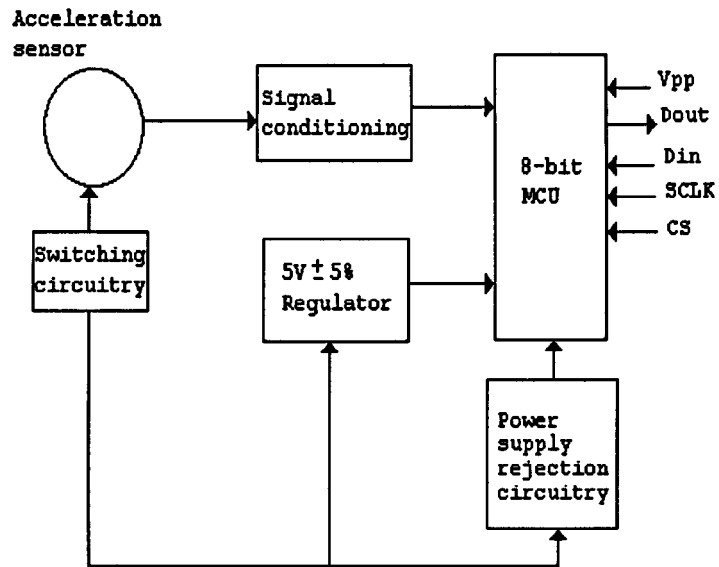 Acceleration
sensor
Signal
conditioning
8-bit
MCU
Vpp
Dout
Din
SCLK
CS
Switching
circuitry
5V ± 5%
Regulator
Power
supply
rejection
circuitry